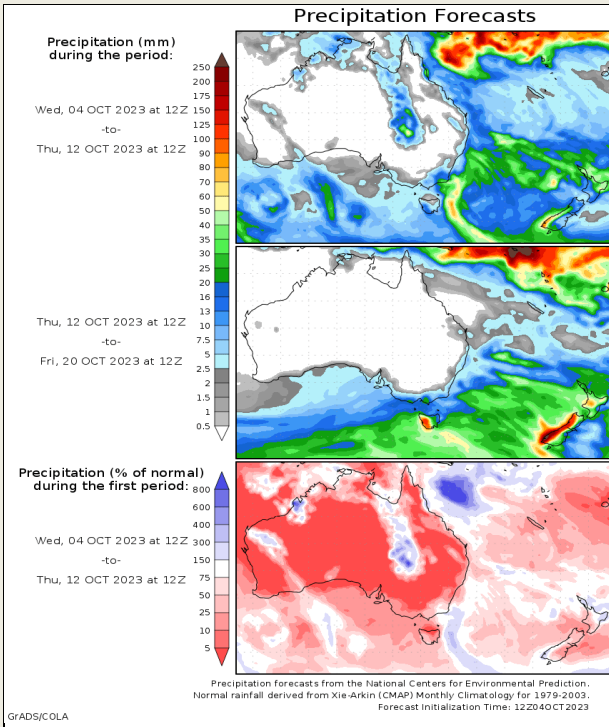 Precipitation Forecasts
Precipitation (mm)
during the period:
Wed, 04 OCT 2023 at 12Z
-to-
Thu, 12 OCT 2023 at 12Z
250
200
175
150
125
100
90
80
70
60
50
40
35
30
25
20
16
13
10
7.5
5
2.5
2
1.5
1
0.5
Thu, 12 OCT 2023 at 12Z
-to-
Fri, 20 OCT 2023 at 12Z
Precipitation (% of normal)
during the first period:
Wed, 04 OCT 2023 at 12Z
-to-
Thu, 12 OCT 2023 at 12Z
800
600
400
300
150
75
50
25
10
5
Precipitation forecasts from the National Centers for Environmental Prediction.
Normal rainfall derived from Xie-Arkin (CMAP) Monthly Climatology for 1979-2003.
Forecast Initialization Time: 12Z04OCT2023
GrADS/COLA